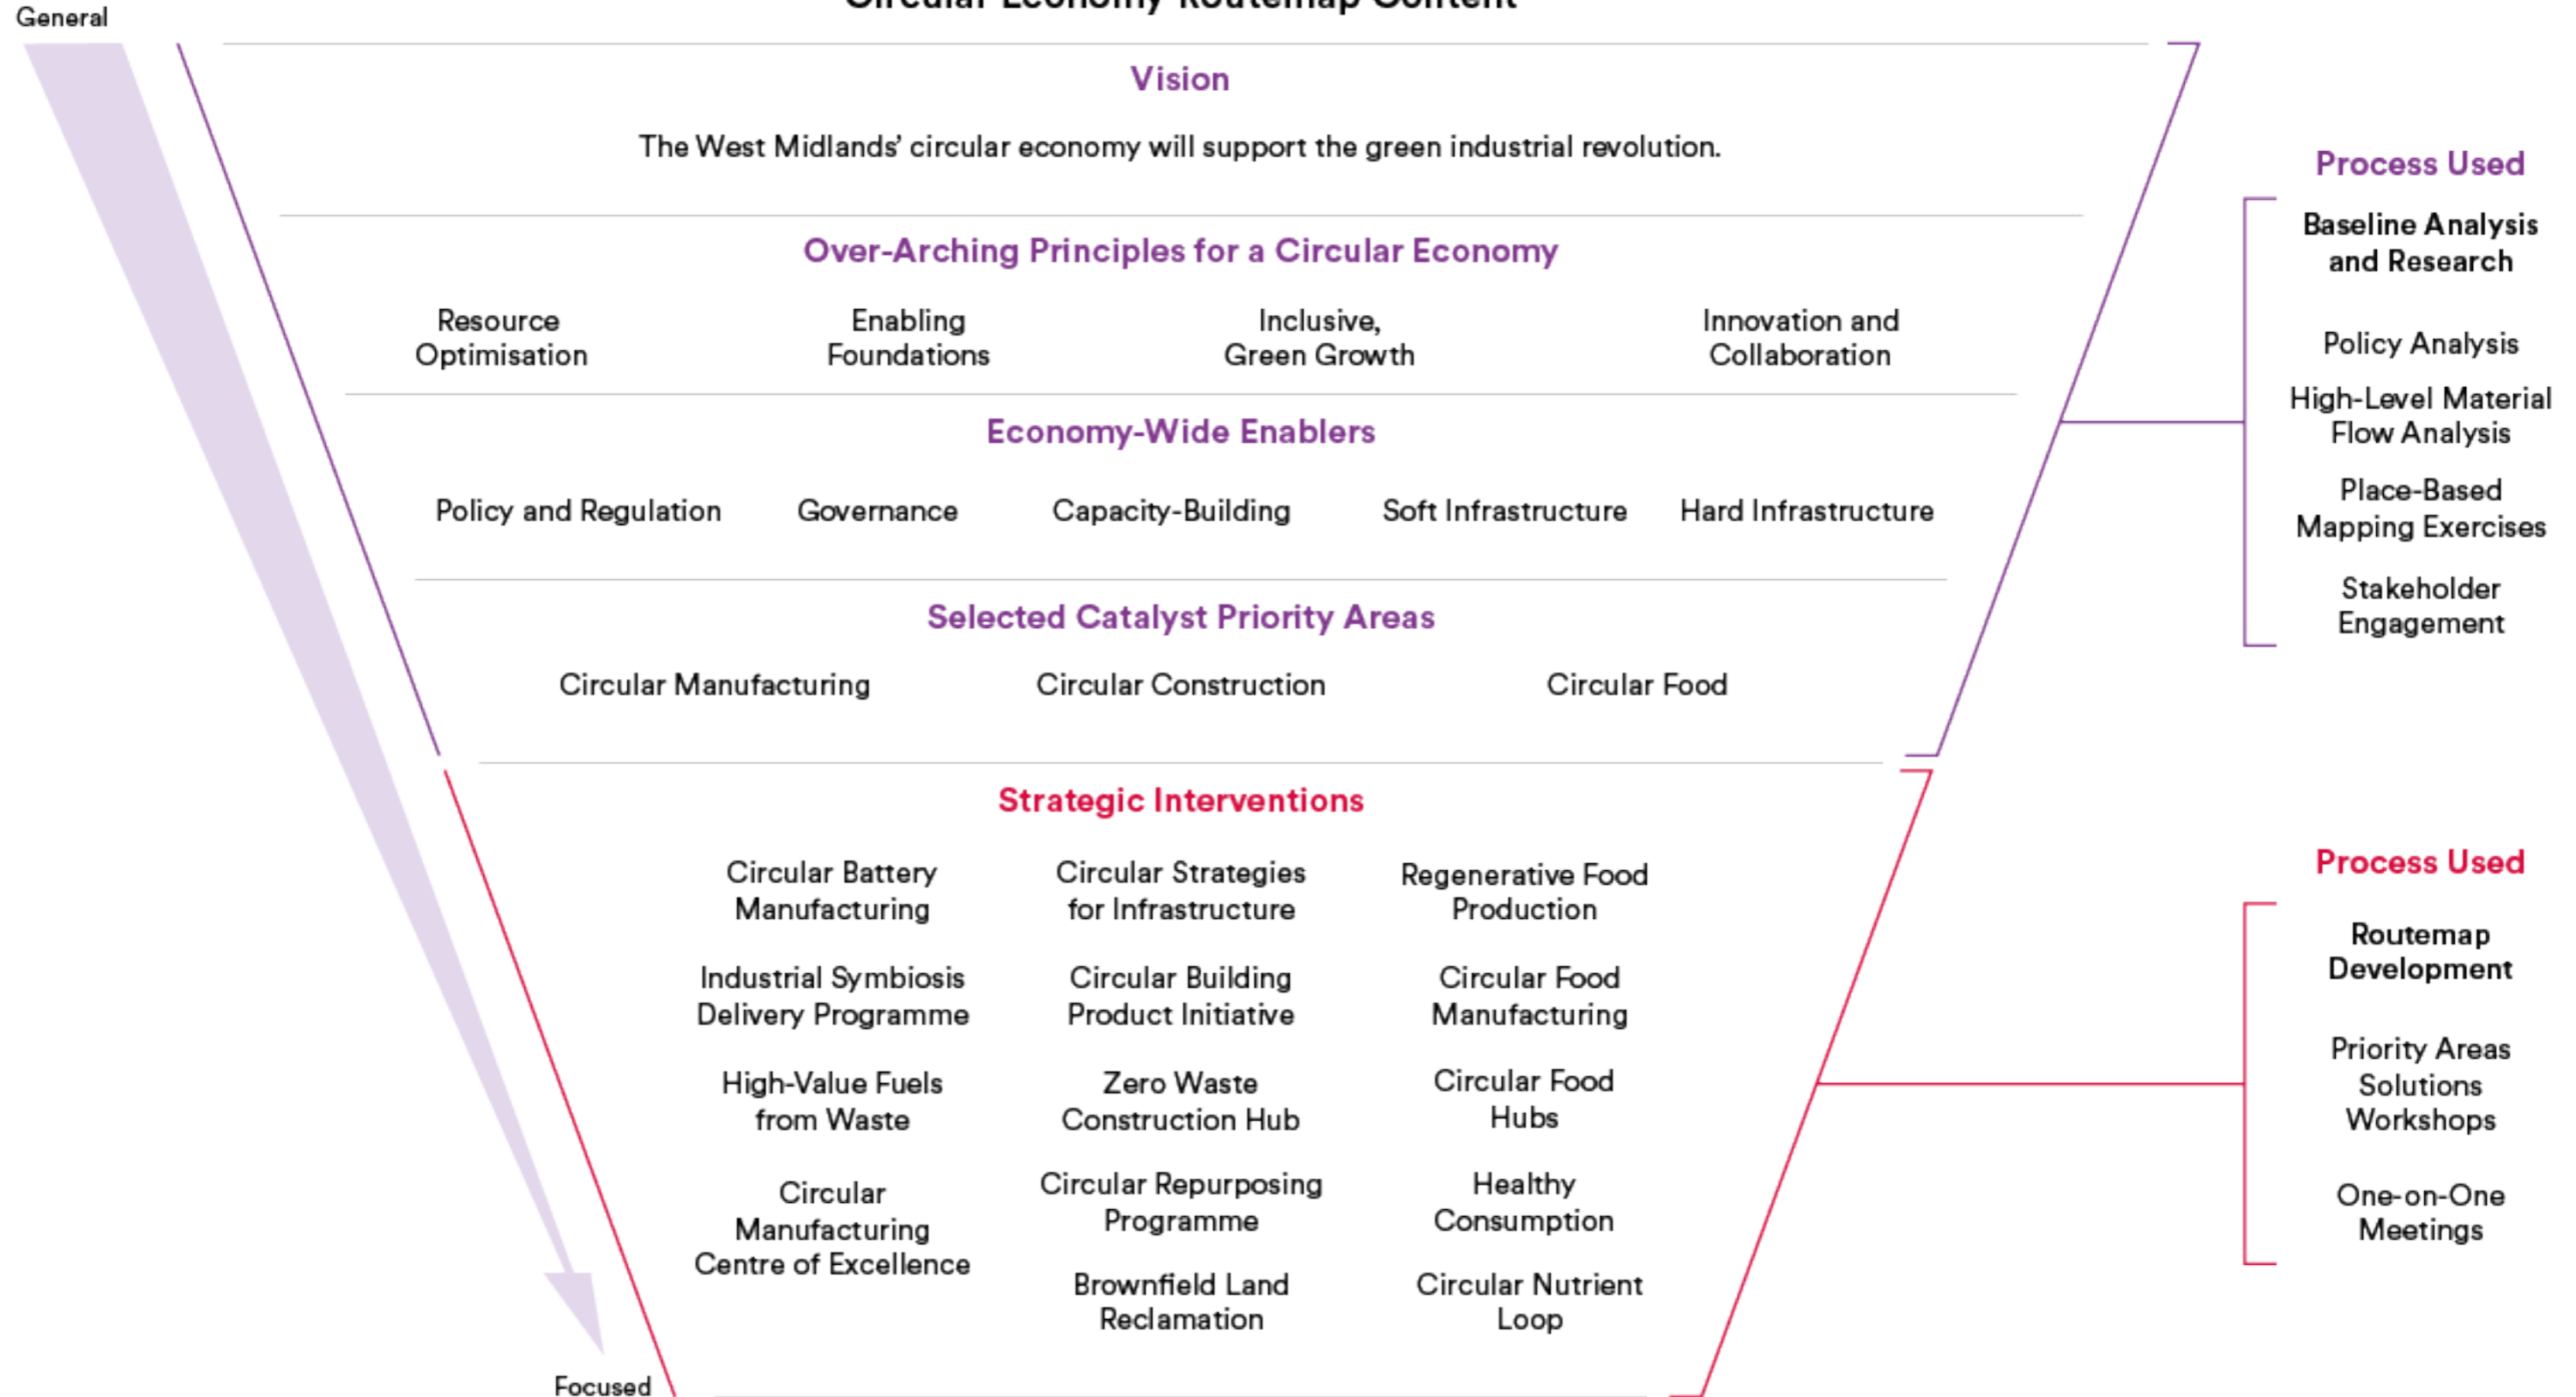 General
Circular Economy Routemap Content
Vision
The West Midlands’ circular economy will support the green industrial revolution.
Over-Arching Principles for a Circular Economy
Resource
Optimisation
Enabling
Foundations
Inclusive,
Green Growth
Innovation and
Collaboration
Economy-Wide Enablers
Policy and Regulation
Governance
Capacity-Building
Soft Infrastructure
Hard Infrastructure
Selected Catalyst Priority Areas
Circular Manufacturing
Circular Construction
Circular Food
Strategic Interventions
Circular Battery
Manufacturing
Industrial Symbiosis
Delivery Programme
High-Value Fuels
from Waste
Circular
Manufacturing
Centre of Excellence
Circular Strategies
for Infrastructure
Circular Building
Product Initiative
Zero Waste
Construction Hub
Circular Repurposing
Programme
Brownfield Land
Reclamation
Regenerative Food
Production
Circular Food
Manufacturing
Circular Food
Hubs
Healthy
Consumption
Circular Nutrient
Loop
Focused
Process Used
Baseline Analysis
and Research
Policy Analysis
High-Level Material
Flow Analysis
Place-Based
Mapping Exercises
Stakeholder
Engagement
Process Used
Routemap
Development
Priority Areas
Solutions
Workshops
One-on-One
Meetings